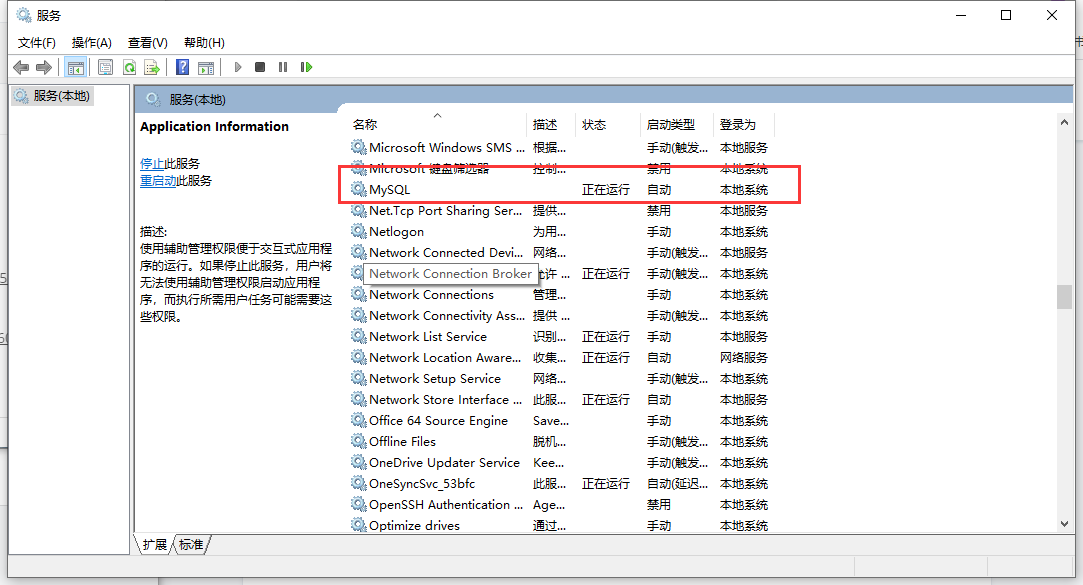 服务
文件(F) 操作(A) 查看(V) 帮助(H)
服务(本地)
服务(本地)
Application Information
停止此服务
重启动此服务
描述:
使用辅助管理权限便于交互式应用程
序的运行。如果停止此服务，用户将
无法使用辅助管理权限启动应用程
序，而执行所需用户任务可能需要这
些权限。
名称 描述 状态 启动类型 登录为
Microsoft Windows SMS ... 根据... 手动(触发... 本地服务
Microsoft 键盘筛选器 控制... 禁用 本地系统
MySQL 正在运行 自动 本地系统
Net.Tcp Port Sharing Ser... 提供... 禁用 本地服务
Netlogon 为用... 手动 本地系统
Network Connected Devi... 网络... 手动(触发... 本地服务
Network Connection Broker 允许 ... 正在运行 手动(触发... 本地系统
Network Connections 管理... 手动 本地系统
Network Connectivity Ass... 提供 ... 手动(触发... 本地系统
Network List Service 识别... 正在运行 手动 本地服务
Network Location Aware... 收集... 正在运行 自动 网络服务
Network Setup Service 网络... 手动(触发... 本地系统
Network Store Interface ... 此服... 正在运行 自动 本地服务
Office 64 Source Engine Save... 手动 本地系统
Offline Files 脱机... 手动(触发... 本地系统
OneDrive Updater Service Kee... 手动(触发... 本地系统
OneSyncSvc_53bfc 此服... 正在运行 自动(延迟... 本地系统
OpenSSH Authentication ... Age... 禁用 本地系统
Optimize drives 通过... 手动 本地系统
扩展 标准